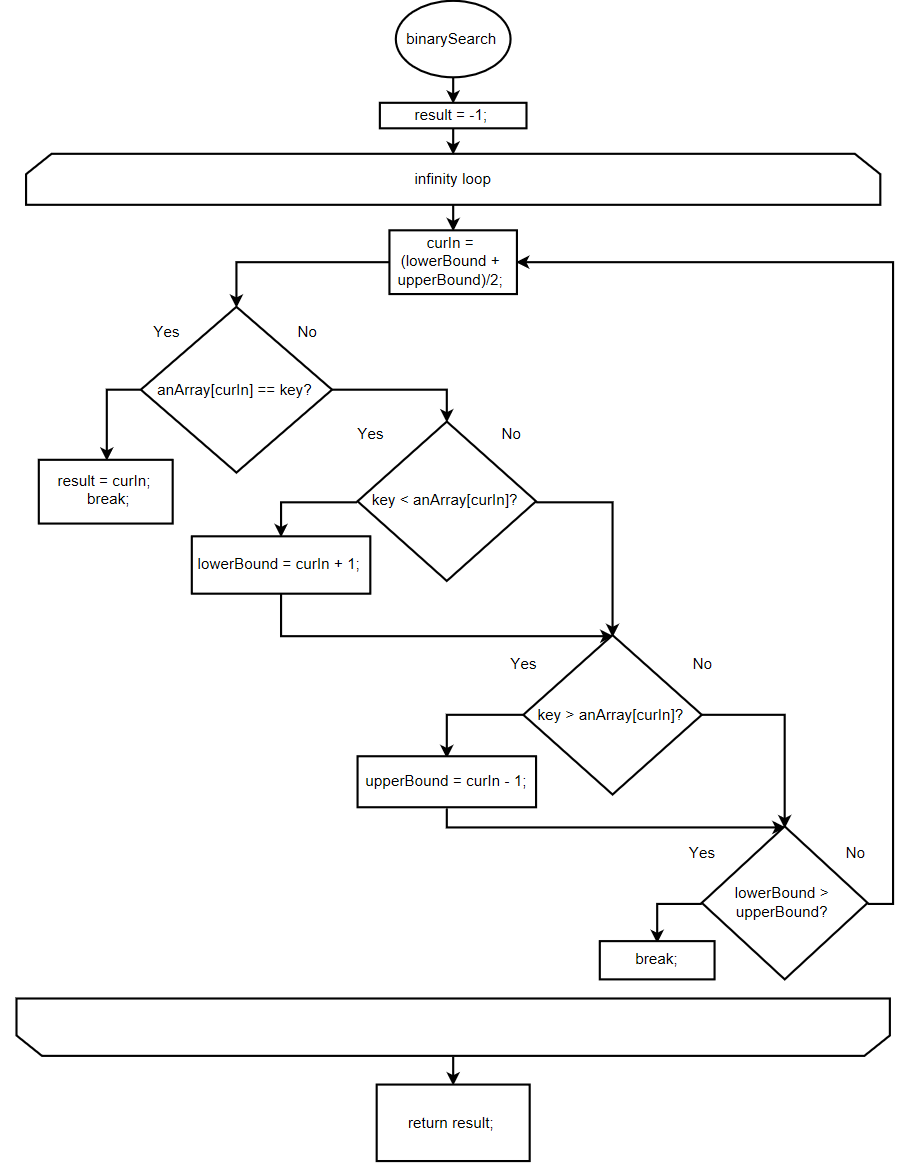 binarySearch
result = -1;
infinity loop
curIn =
(lowerBound +
upperBound)/2;
Yes
No
anArray[curIn] == key?
Yes
No
result = curIn;
break;
key < anArray[curIn]?
lowerBound = curIn + 1;
Yes
No
key > anArray[curIn]?
upperBound = curIn - 1;
Yes
No
lowerBound >
upperBound?
break;
return result;